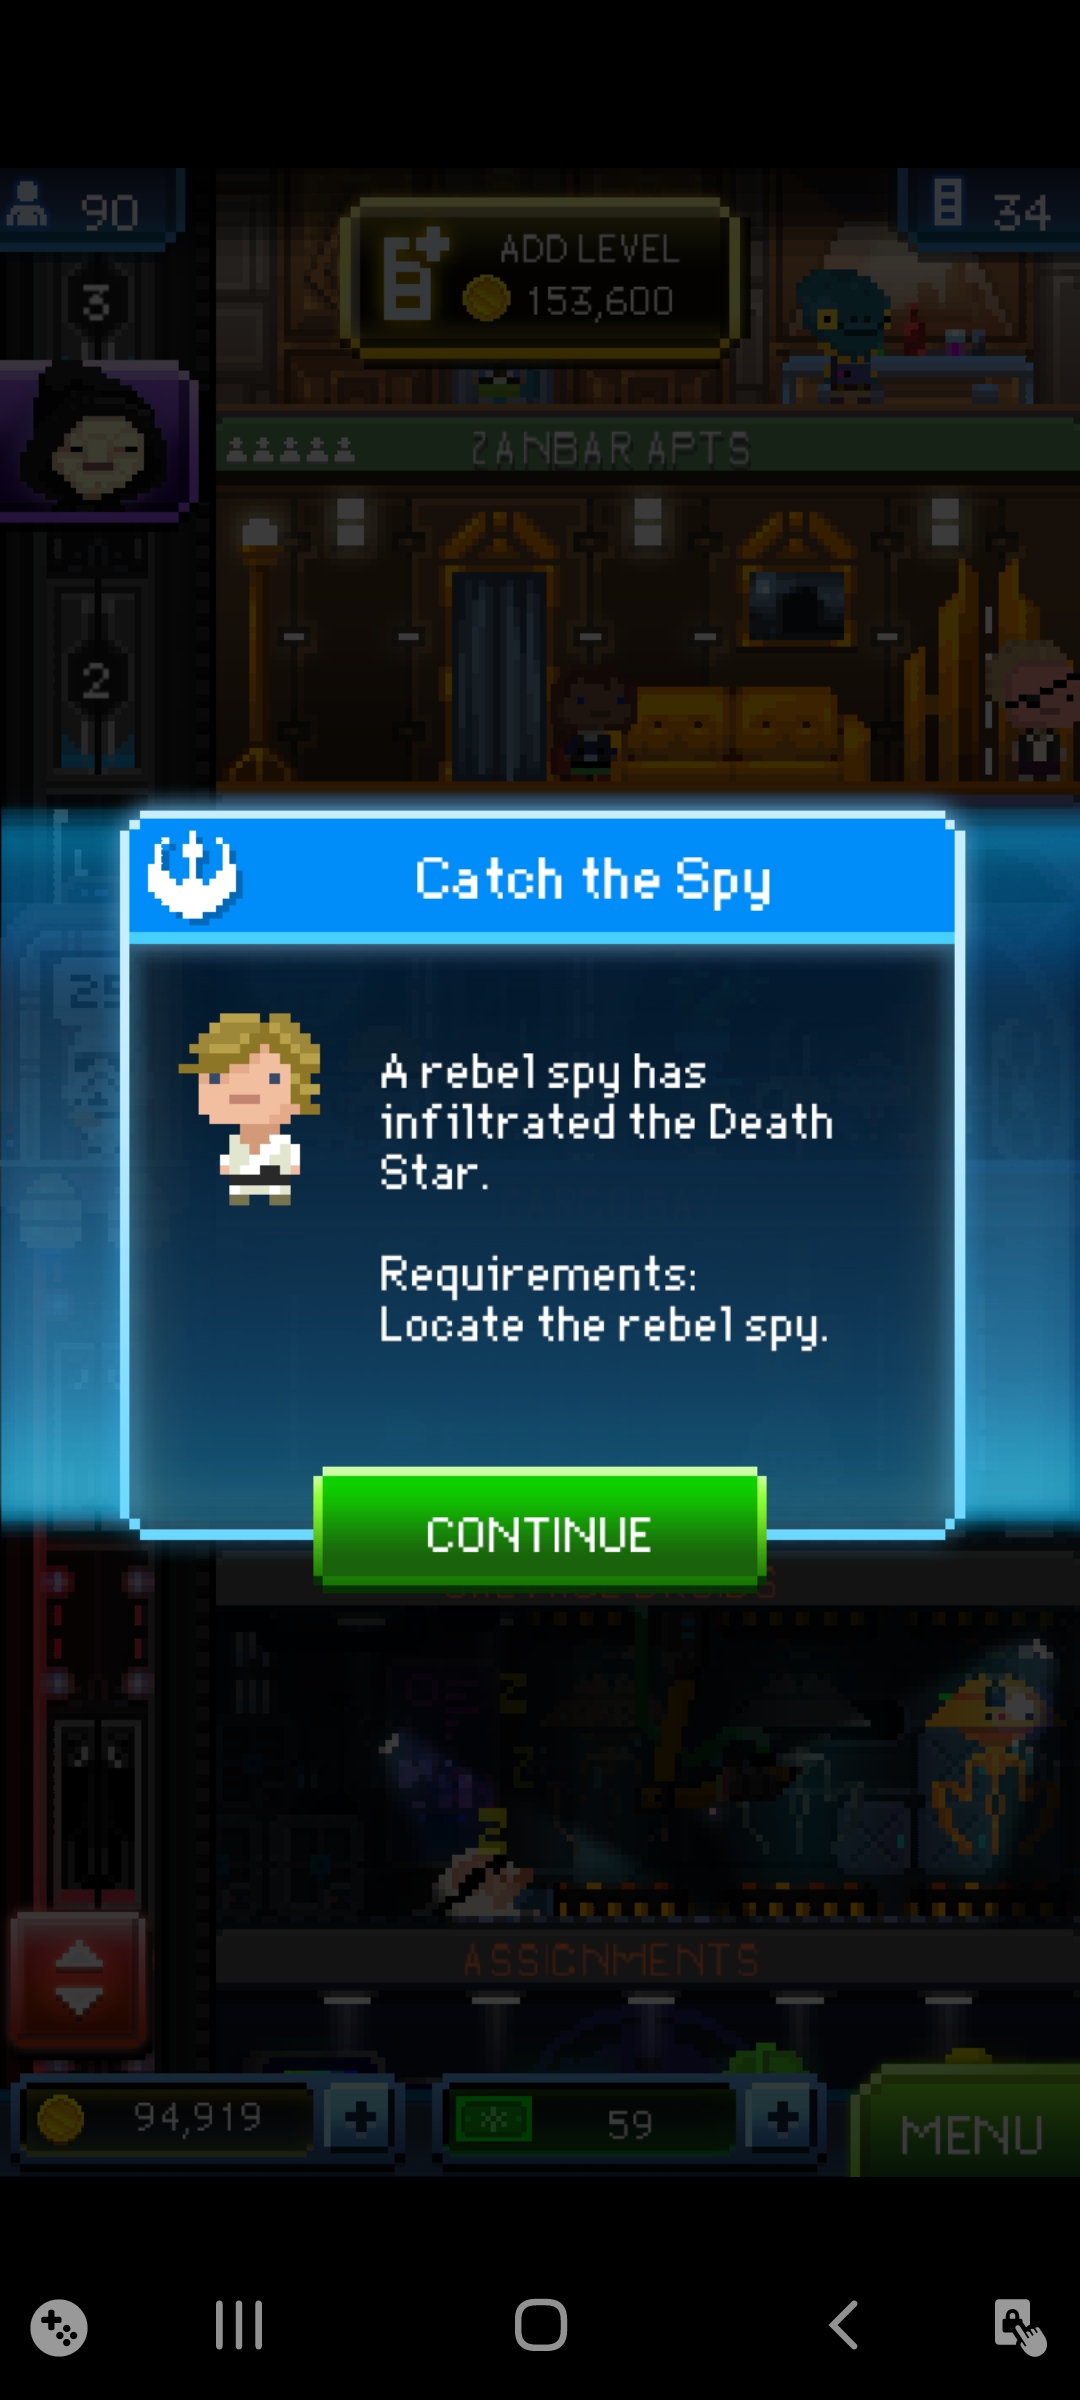 90
34
ADD LEVEL
153,600
3
ZANBAR APTS
2
Catch the Spy
A rebel spy has
infiltrated the Death
Star.
Requirements:
Locate the rebel spy.
CONTINUE
Z
Z
Z
ASSIGNMENTS
94,919
59
MENU